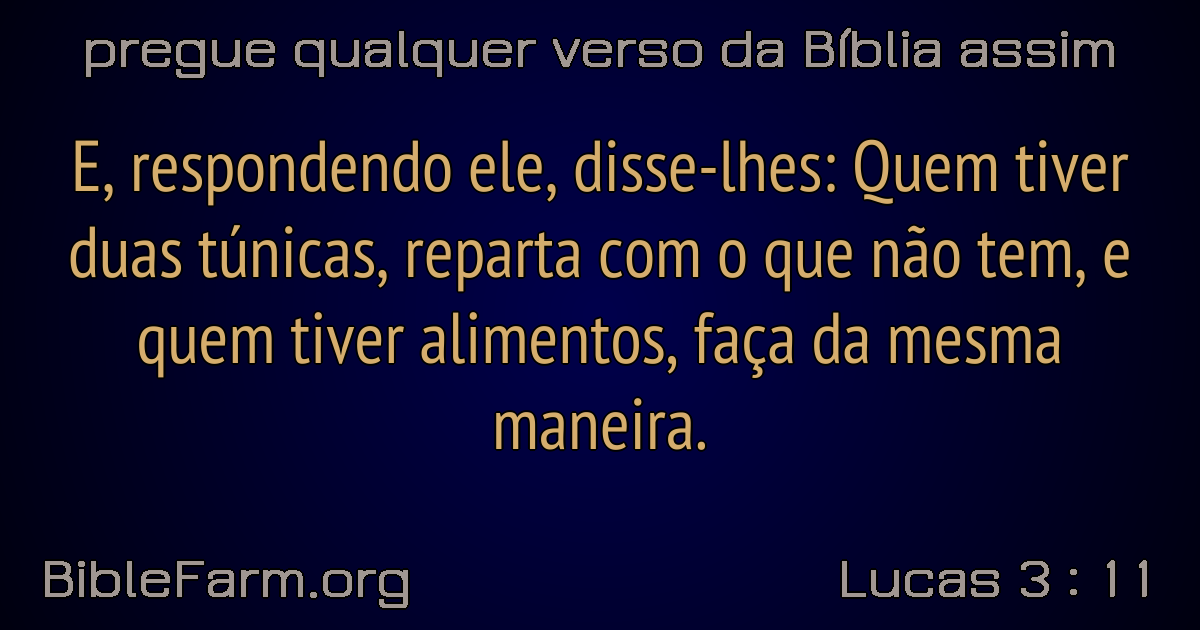 pregue qualquer verso da Bíblia assim
E, respondendo ele, disse-lhes: Quem tiver
duas túnicas, reparta com o que não tem, e
quem tiver alimentos, faça da mesma
maneira.
BibleFarm.org
Lucas 3 : 11